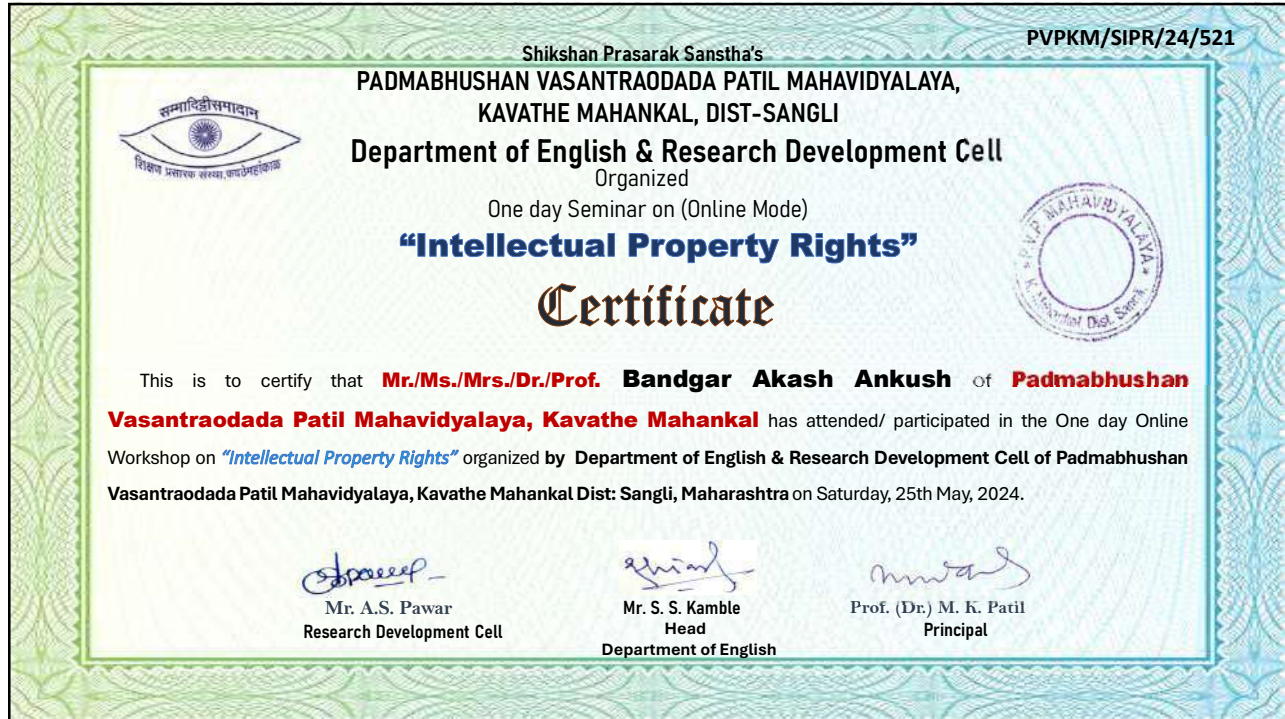 PVPKM/SIPR/24/521
Shikshan Prasarak Sanstha's
PADMABHUSHAN VASANTRAODADA PATIL MAHAVIDYALAYA,
KAVATHE MAHANKAL, DIST-SANGLI
सम्मादिट्ठीसमादान
शिक्षण प्रसारक संस्था,कवठेमहांकाळ
Department of English & Research Development Cell
Organized
One day Seminar on (Online Mode)
“Intellectual Property Rights”
P.V.P. MAHAVIDYALAYA
Dist. Sangli.
Certificate
This is to certify that Mr./Ms./Mrs./Dr./Prof. Bandgar Akash Ankush of Padmabhushan
Vasantraodada Patil Mahavidyalaya, Kavathe Mahankal has attended/ participated in the One day Online
Workshop on “Intellectual Property Rights” organized by Department of English & Research Development Cell of Padmabhushan
Vasantraodada Patil Mahavidyalaya, Kavathe Mahankal Dist: Sangli, Maharashtra on Saturday, 25th May, 2024.
Mr. A.S. Pawar
Research Development Cell
Mr. S. S. Kamble
Head
Department of English
Prof. (Dr.) M. K. Patil
Principal